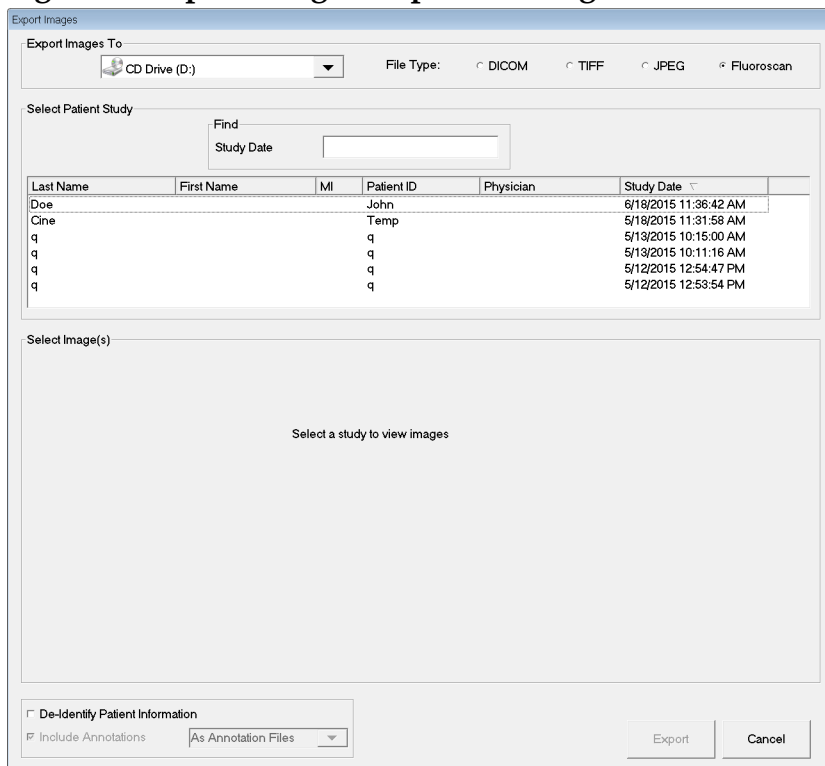 Export Images
Export Images To
CD Drive (D:)
File Type:
DICOM
TIFF
JPEG
Fluoroscan
Select Patient Study
Find
Study Date
Last Name First Name MI Patient ID Physician Study Date
Doe John 6/18/2015 11:36:42 AM
Cine Temp 5/18/2015 11:31:58 AM
q q 5/13/2015 10:15:00 AM
q q 5/13/2015 10:11:16 AM
q q 5/12/2015 12:54:47 PM
q q 5/12/2015 12:53:54 PM
Select Image(s)
Select a study to view images
De-Identify Patient Information
Include Annotations As Annotation Files
Export
Cancel